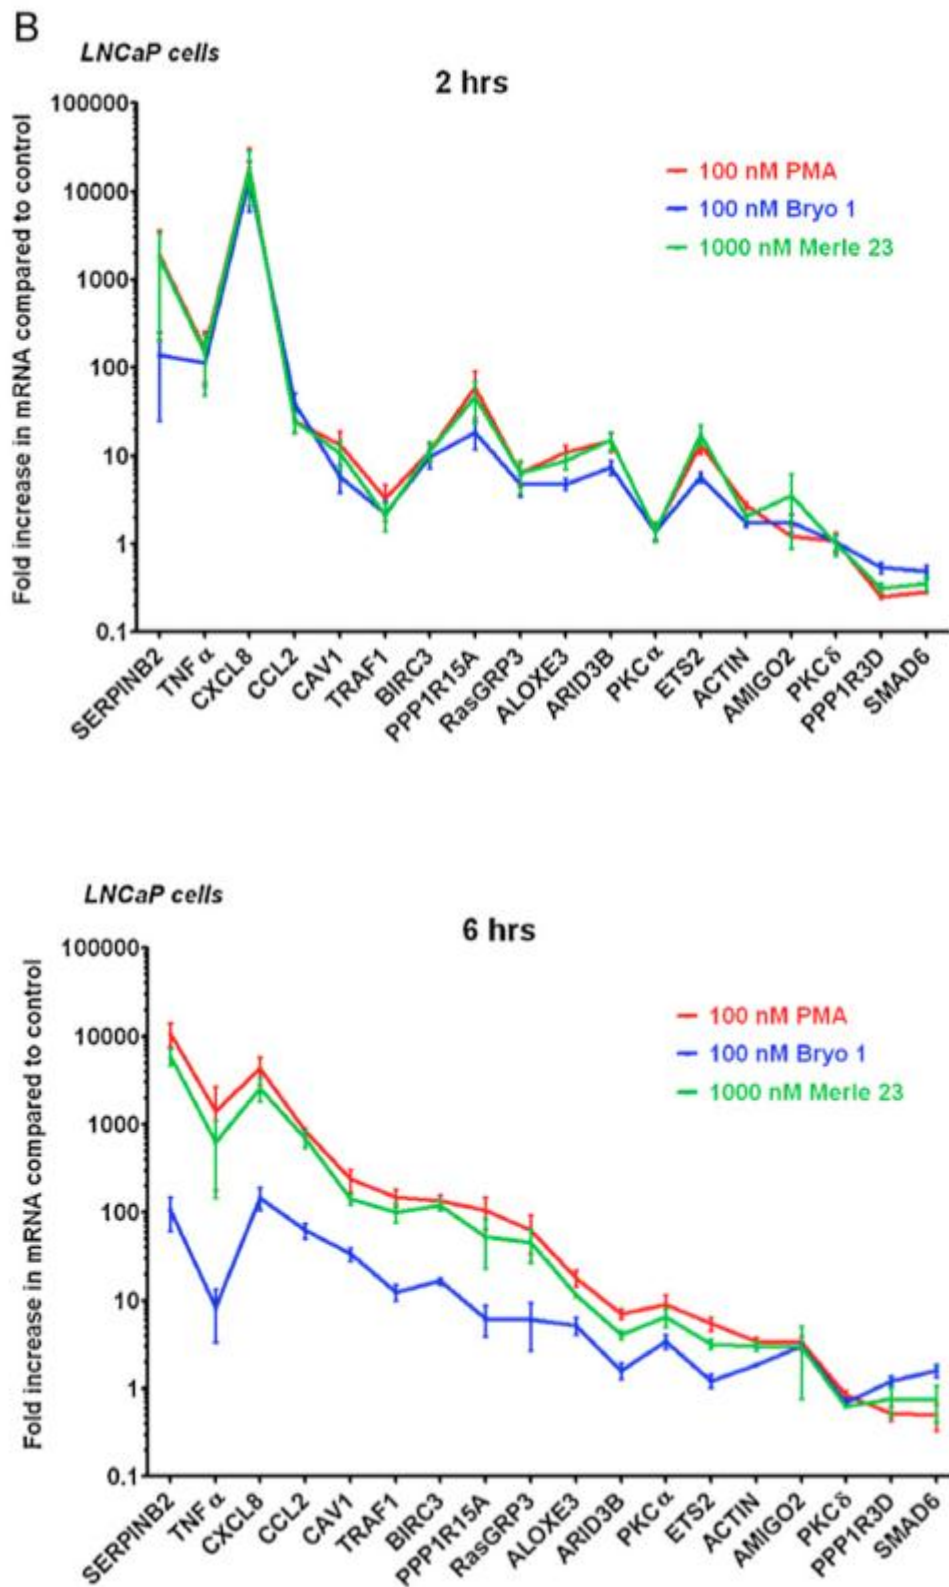 B
LNCaP cells
2 hrs
Fold increase in mRNA compared to control
100000
10000
1000
100
10
1
0.1
100 nM PMA
100 nM Bryo 1
1000 nM Merle 23
SERPINB2
TNFα
CXCL8
CCL2
CAV1
TRAF1
BIRC3
PPP1R15A
RasGRP3
ALOXE3
ARID3B
PKCα
ETS2
ACTIN
AMIGO2
PKCδ
PPP1R3D
SMAD6
LNCaP cells
6 hrs
Fold increase in mRNA compared to control
100000
10000
1000
100
10
1
0.1
100 nM PMA
100 nM Bryo 1
1000 nM Merle 23
SERPINB2
TNFα
CXCL8
CCL2
CAV1
TRAF1
BIRC3
PPP1R15A
RasGRP3
ALOXE3
ARID3B
PKCα
ETS2
ACTIN
AMIGO2
PKCδ
PPP1R3D
SMAD6